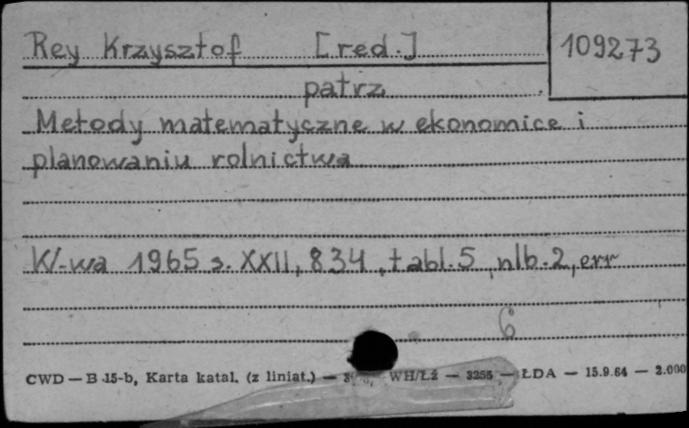 Rey Krzysztof [red.] 109273
patrz
Metody matematyczne w ekonomice i
planowaniu rolnictwa
W-wa 1965 s. XXII, 834, tabl. 5, nlb. 2, err
6
CWD — B 15-b, Karta katal. (z liniat.) — WH/Łź — 3255 — ŁDA — 15.9.64 — 2.000